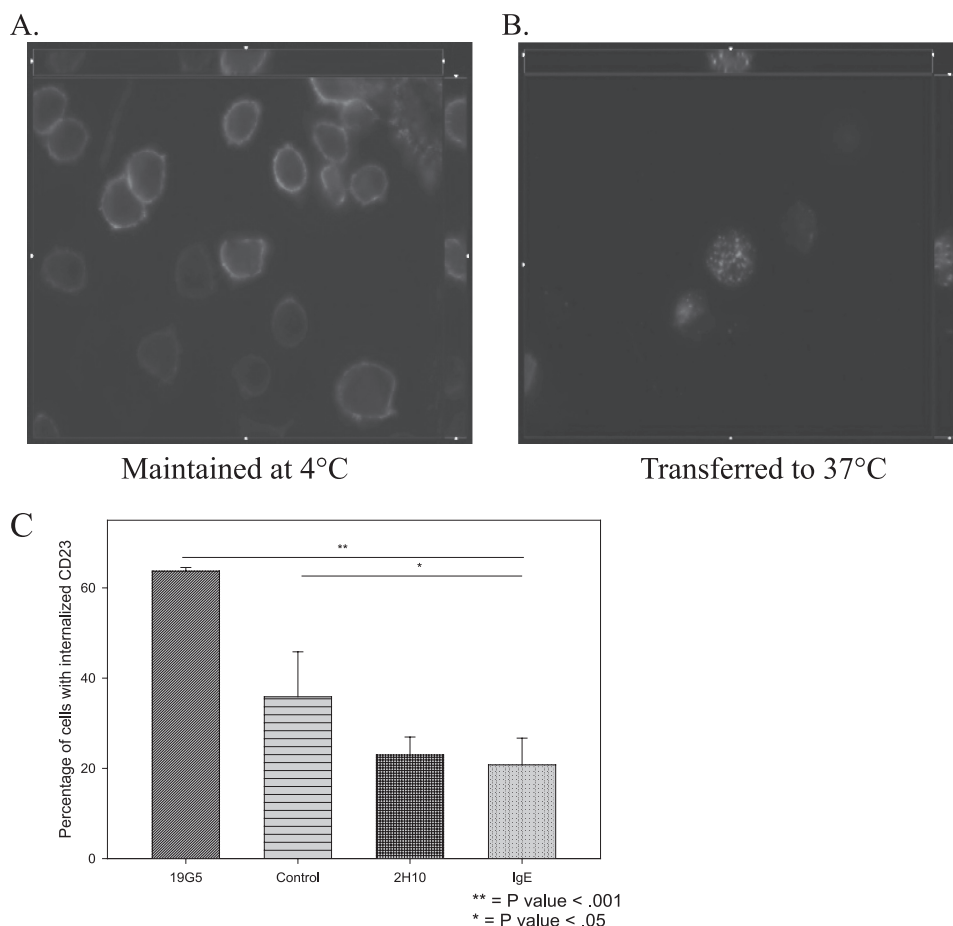 A.
B.
Maintained at 4°C
Transferred to 37°C
C
Percentage of cells with internalized CD23
60
40
20
0
**
*
19G5
Control
2H10
IgE
** = P value < .001
* = P value < .05